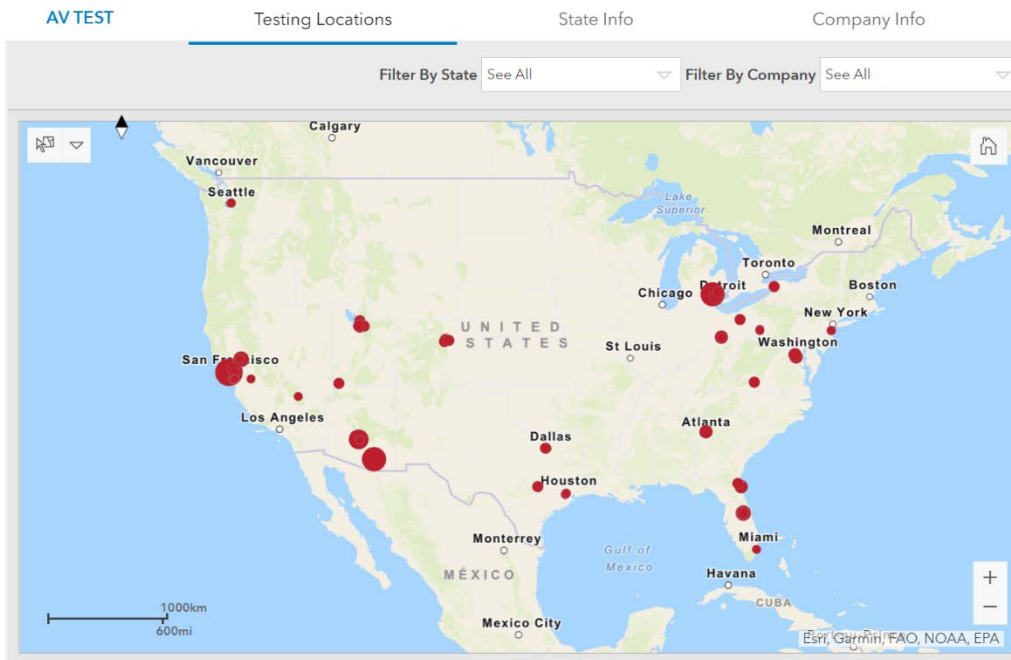 AV TEST
Testing Locations
State Info
Company Info
Filter By State
See All
Filter By Company
See All
Calgary
Vancouver
Seattle
Lake
Superior
Montreal
Toronto
Detroit
Boston
Chicago
New York
UNITED
STATES
St Louis
Washington
San Francisco
Los Angeles
Atlanta
Dallas
Houston
Monterrey
Gulf of
Mexico
Miami
MÉXICO
Havana
CUBA
1000km
600mi
Mexico City
Esri, Garmin, FAO, NOAA, EPA